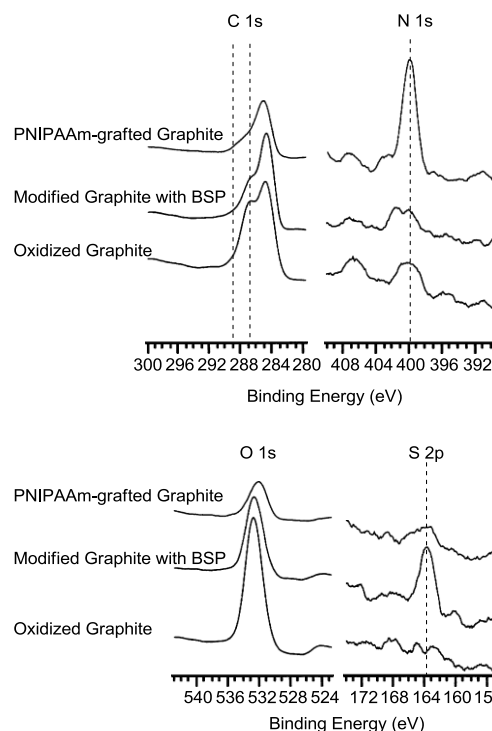 C 1s N 1s
PNIPAAm-grafted Graphite
Modified Graphite with BSP
Oxidized Graphite
300 296 292 288 284 280 408 404 400 396 392
Binding Energy (eV)
O 1s S 2p
PNIPAAm-grafted Graphite
Modified Graphite with BSP
Oxidized Graphite
540 536 532 528 524 172 168 164 160 15
Binding Energy (eV)